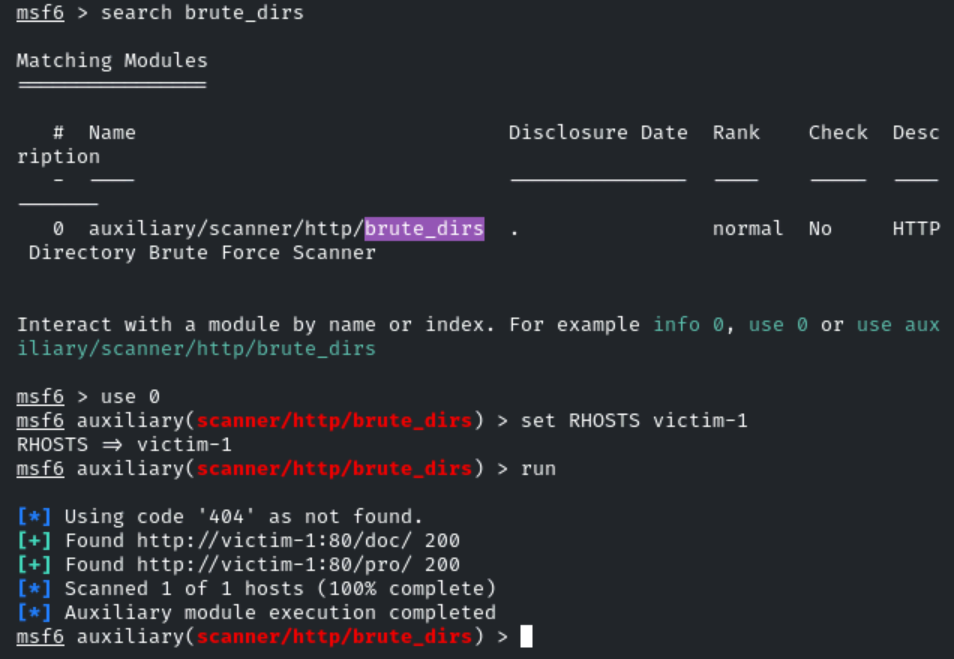 msf6 > search brute_dirs
Matching Modules
================
# Name Disclosure Date Rank Check Desc
ription
- ---- --------------- ---- ----- ----
-------
0 auxiliary/scanner/http/brute_dirs . normal No HTTP
Directory Brute Force Scanner
Interact with a module by name or index. For example info 0, use 0 or use aux
iliary/scanner/http/brute_dirs
msf6 > use 0
msf6 auxiliary(scanner/http/brute_dirs) > set RHOSTS victim-1
RHOSTS => victim-1
msf6 auxiliary(scanner/http/brute_dirs) > run
[*] Using code '404' as not found.
[+] Found http://victim-1:80/doc/ 200
[+] Found http://victim-1:80/pro/ 200
[*] Scanned 1 of 1 hosts (100% complete)
[*] Auxiliary module execution completed
msf6 auxiliary(scanner/http/brute_dirs) >